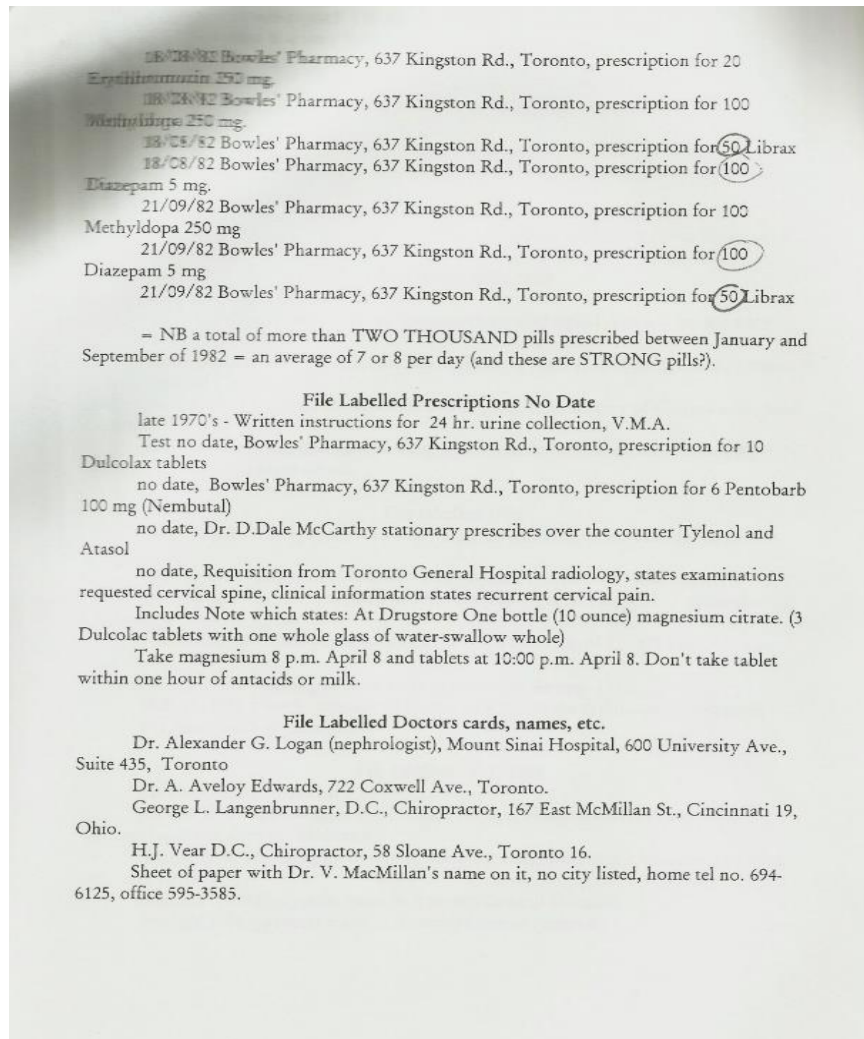 Bowles' Pharmacy, 637 Kingston Rd., Toronto, prescription for 20
250 mg.
Bowles' Pharmacy, 637 Kingston Rd., Toronto, prescription for 100
250 mg.
18/08/82 Bowles' Pharmacy, 637 Kingston Rd., Toronto, prescription for 50 Librax
18/08/82 Bowles' Pharmacy, 637 Kingston Rd., Toronto, prescription for 100
Diazepam 5 mg.
21/09/82 Bowles' Pharmacy, 637 Kingston Rd., Toronto, prescription for 100
Methyldopa 250 mg
21/09/82 Bowles' Pharmacy, 637 Kingston Rd., Toronto, prescription for 100
Diazepam 5 mg
21/09/82 Bowles' Pharmacy, 637 Kingston Rd., Toronto, prescription for 50 Librax
= NB a total of more than TWO THOUSAND pills prescribed between January and
September of 1982 = an average of 7 or 8 per day (and these are STRONG pills?).
File Labelled Prescriptions No Date
late 1970's - Written instructions for 24 hr. urine collection, V.M.A.
Test no date, Bowles' Pharmacy, 637 Kingston Rd., Toronto, prescription for 10
Dulcolax tablets
no date, Bowles' Pharmacy, 637 Kingston Rd., Toronto, prescription for 6 Pentobarb
100 mg (Nembutal)
no date, Dr. D.Dale McCarthy stationary prescribes over the counter Tylenol and
Atasol
no date, Requisition from Toronto General Hospital radiology, states examinations
requested cervical spine, clinical information states recurrent cervical pain.
Includes Note which states: At Drugstore One bottle (10 ounce) magnesium citrate. (3
Dulcolac tablets with one whole glass of water-swallow whole)
Take magnesium 8 p.m. April 8 and tablets at 10:00 p.m. April 8. Don't take tablet
within one hour of antacids or milk.
File Labelled Doctors cards, names, etc.
Dr. Alexander G. Logan (nephrologist), Mount Sinai Hospital, 600 University Ave.,
Suite 435, Toronto
Dr. A. Aveloy Edwards, 722 Coxwell Ave., Toronto.
George L. Langenbrunner, D.C., Chiropractor, 167 East McMillan St., Cincinnati 19,
Ohio.
H.J. Vear D.C., Chiropractor, 58 Sloane Ave., Toronto 16.
Sheet of paper with Dr. V. MacMillan's name on it, no city listed, home tel no. 694-
6125, office 595-3585.